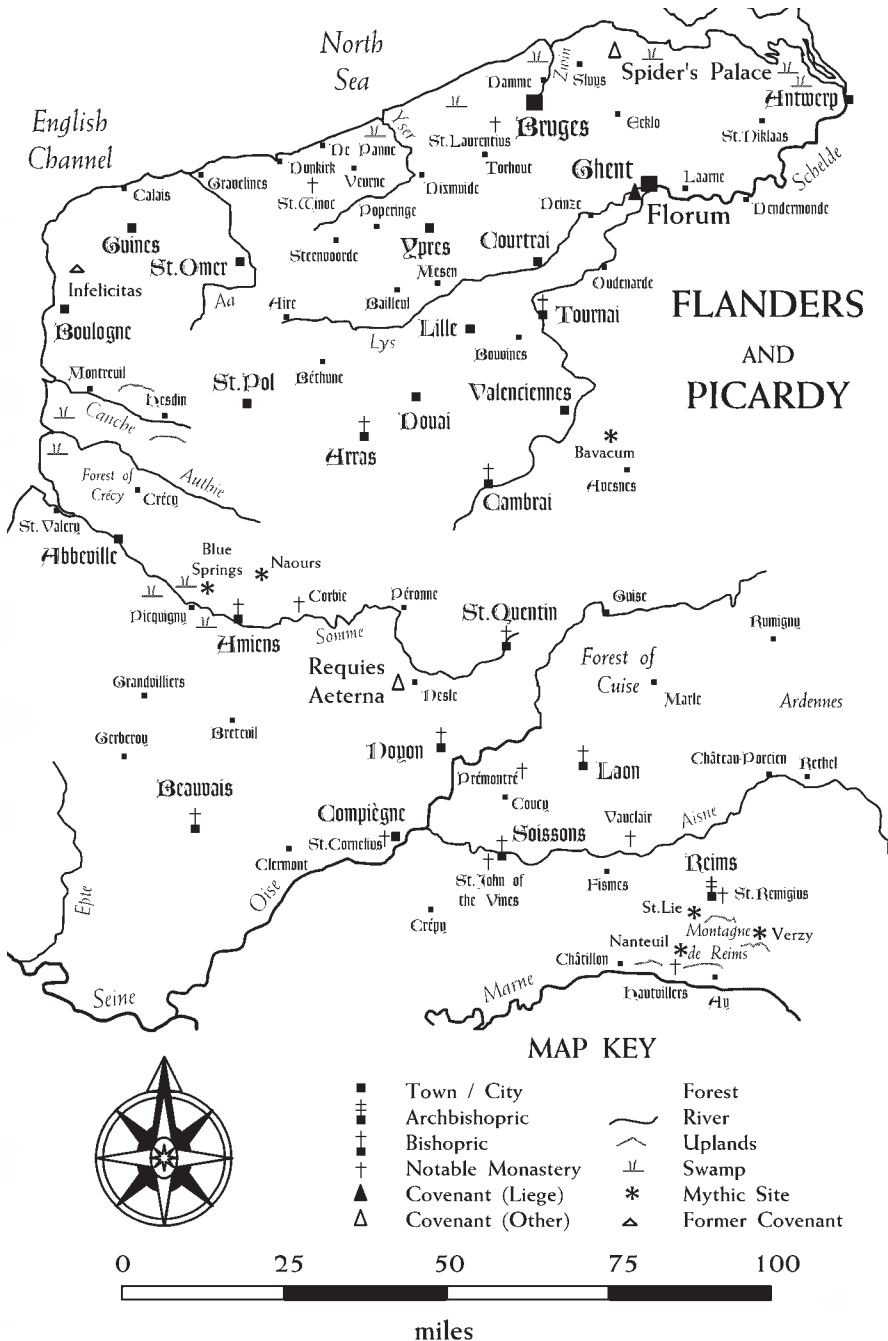 North
Sea
Zwin
Sluys
Spider's Palace
Damme
Antwerp
English
Channel
Yser
St.Laurentius
Bruges
Ecklo
St.Niklaas
De Panne
Torhout
Dunkirk
Veurne
Ghent
Schelde
Gravelines
St.Winoc
Dixmuide
Laarne
Calais
Deinze
Florum
Dendermonde
Poperinge
Guines
Steenvoorde
Ypres
Courtrai
St.Omer
Mesen
Oudenarde
Infelicitas
Aa
Aire
Bailleul
FLANDERS
Boulogne
Lys
Lille
Tournai
AND
Bouvines
PICARDY
Montreuil
St.Pol
Béthune
Valenciennes
Hesdin
Canche
Douai
Arras
Bavacum
Forest of
Crécy
Authie
Crécy
Avesnes
Cambrai
St.Valery
Abbeville
Blue
Springs
Naours
Corbie
Péronne
Guise
Picquigny
St.Quentin
Rumigny
Amiens
Somme
Requies
Aeterna
Forest of
Cuise
Grandvilliers
Nesle
Marle
Ardennes
Breteuil
Gerberoy
Noyon
Château-Porcien
Rethel
Prémontré
Laon
Beauvais
Coucy
Compiègne
Vauclair
Aisne
St.Cornelius
Soissons
Clermont
Reims
Epte
Oise
St.John of
the Vines
Fismes
St.Remigius
Crépy
St.Lie
Montagne
de Reims
Verzy
Nanteuil
Châtillon
Seine
Marne
Hautvillers
Ay
MAP KEY
Town / City
Forest
Archbishopric
River
Bishopric
Uplands
Notable Monastery
Swamp
Covenant (Liege)
Mythic Site
Covenant (Other)
Former Covenant
0 25 50 75 100
miles